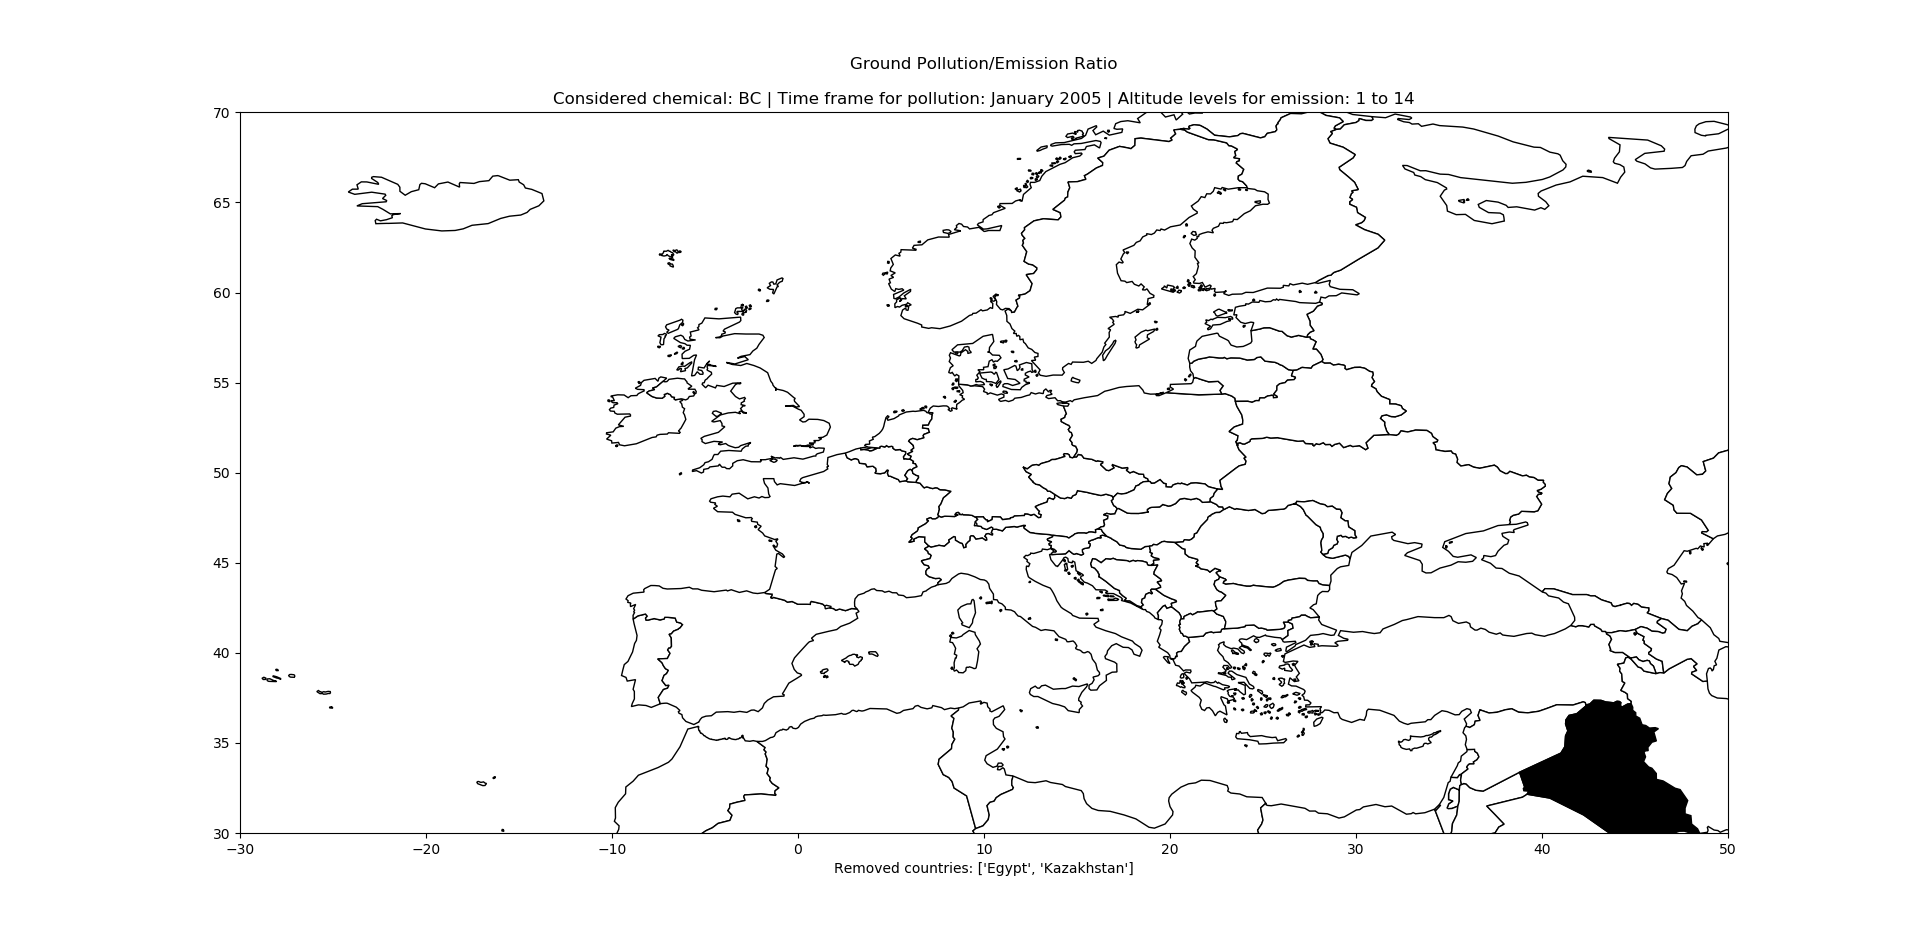 Ground Pollution/Emission Ratio
Considered chemical: BC | Time frame for pollution: January 2005 | Altitude levels for emission: 1 to 14
70
65
60
55
50
45
40
35
30
−30 −20 −10 0 10 20 30 40 50
Removed countries: ['Egypt', 'Kazakhstan']